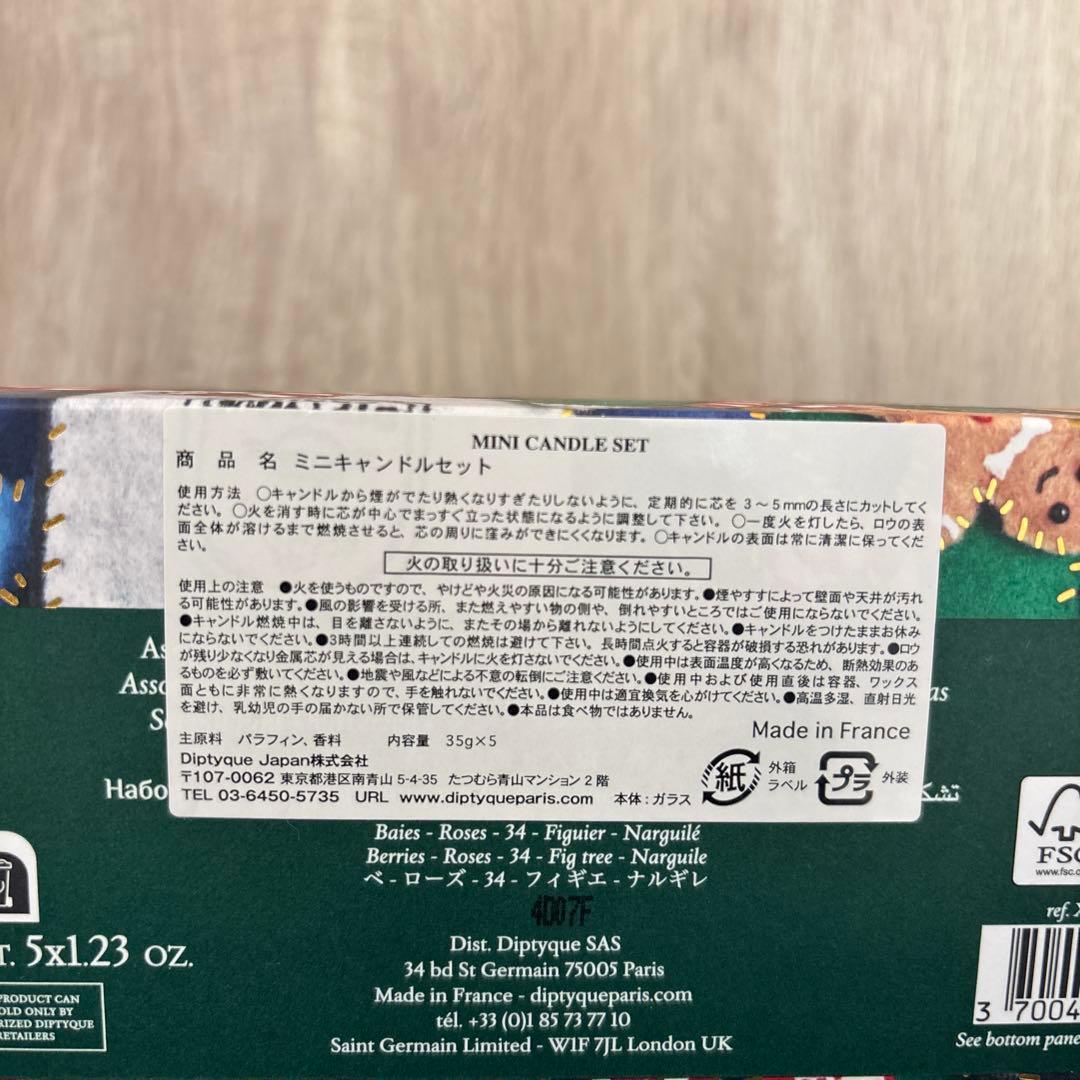 MINI CANDLE SET
商 品 名 ミニキャンドルセット
使用方法 ○キャンドルから煙がでたり熱くなりすぎたりしないように、定期的に芯を 3～5mmの長さにカットしてく
ださい。○火を消す時に芯が中心でまっすぐ立った状態になるように調整して下さい。○一度火を灯したら、ロウの表
面全体が溶けるまで燃焼させると、芯の周りに窪みができにくくなります。○キャンドルの表面は常に清潔に保ってくだ
さい。
火の取り扱いに十分ご注意ください。
使用上の注意 ●火を使うものですので、やけどや火災の原因になる可能性があります。●煙やすすによって壁面や天井が汚れ
る可能性があります。●風の影響を受ける所、また燃えやすい物の側や、倒れやすいところではご使用にならないでください。
●キャンドル燃焼中は、目を離さないように、またその場から離れないようにしてください。●キャンドルをつけたままお休み
にならないでください。●3時間以上連続しての燃焼は避けて下さい。長時間点火すると容器が破損する恐れがあります。●ロウ
が残り少なくなり金属芯が見える場合は、キャンドルに火を灯さないでください。●使用中は表面温度が高くなるため、断熱効果のあ
るものを必ず敷いてください。●地震や風などによる不意の転倒にご注意ください。●使用中および使用直後は容器、ワックス
面ともに非常に熱くなりますので、手を触れないでください。●使用中は適宜換気を心がけてください。●高温多湿、直射日光
を避け、乳幼児の手の届かない所で保管してください。●本品は食べ物ではありません。
主原料 パラフィン、香料 内容量 35g×5
Made in France
Diptyque Japan株式会社
〒107-0062 東京都港区南青山 5-4-35 たつむら青山マンション 2 階
TEL 03-6450-5735 URL www.diptyqueparis.com 本体：ガラス
紙 外箱
ラベル
プラ 外装
As
Asso
S
as
Набо
Baies - Roses - 34 - Figuier - Narguilé
Berries - Roses - 34 - Fig tree - Narguile
ベ - ローズ - 34 - フィギエ - ナルギレ
4D07F
Dist. Diptyque SAS
34 bd St Germain 75005 Paris
Made in France - diptyqueparis.com
tél. +33 (0)1 85 73 77 10
Saint Germain Limited - W1F 7JL London UK
T. 5x1.23 oz.
PRODUCT CAN
OLD ONLY BY
RIZED DIPTYQUE
RETAILERS
FSC
www.fsc.o
ref.
3 7004
See bottom pane